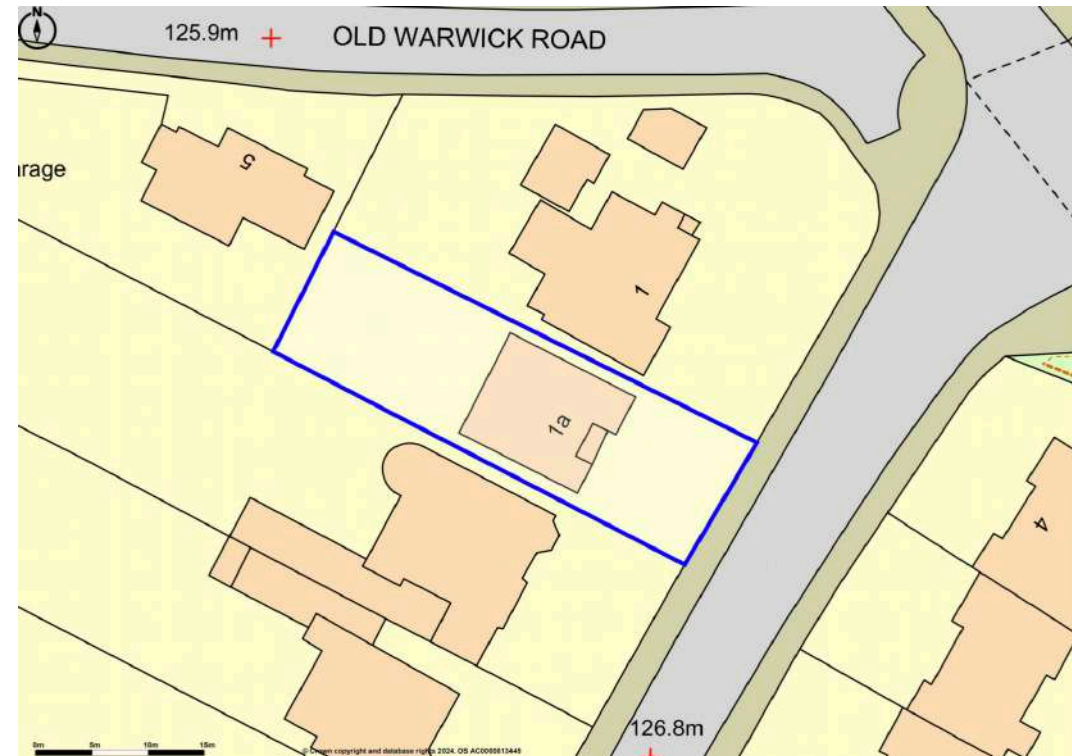 N
125.9m
OLD WARWICK ROAD
5
rage
1
1a
4
126.8m
0m 5m 10m 15m
© Crown copyright and database rights 2024. OS AC0000813445